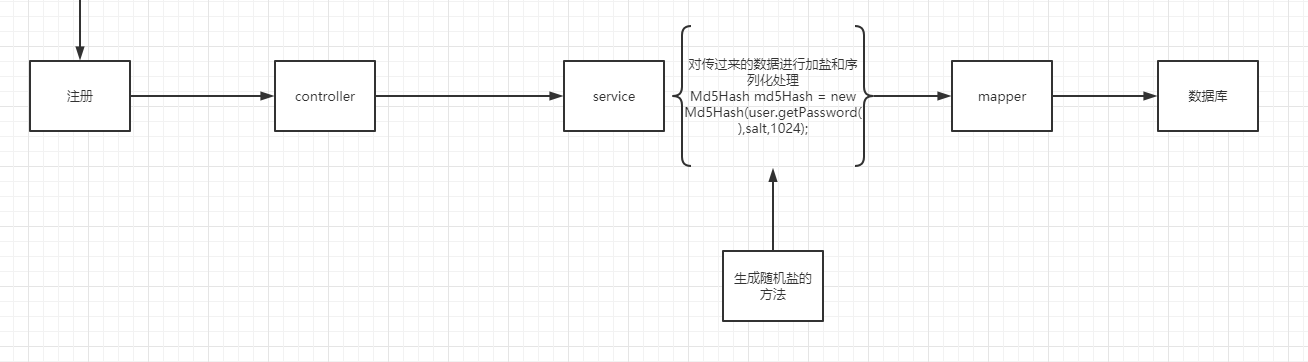 注册
controller
service
对传过来的数据进行加盐和序
列化处理
Md5Hash md5Hash = new
Md5Hash(user.getPassword(
),salt,1024);
mapper
数据库
生成随机盐的
方法